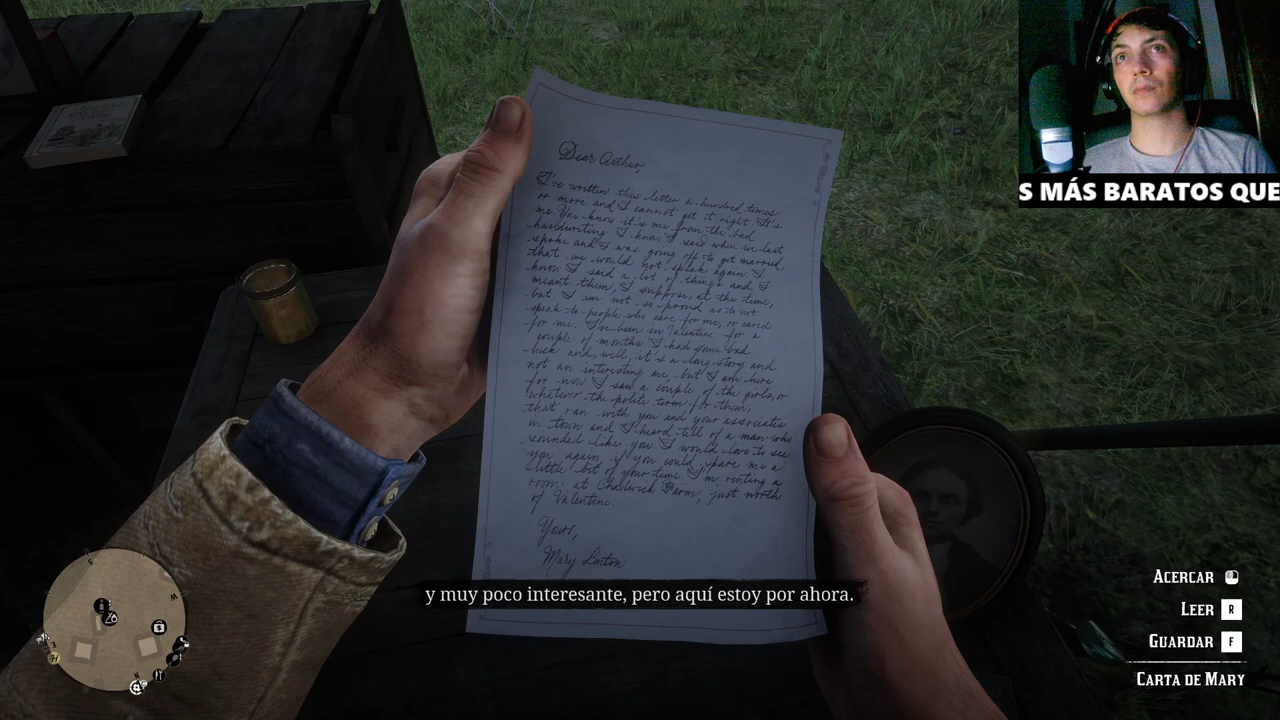 S MÁS BARATOS QUE
Dear Arthur,
I've written this letter a hundred times
or more and I cannot get it right. It's
me. You know it's me from the bad
handwriting. I know I said when we last
spoke and I was going off to get married,
that we would not speak again. I
know I said a lot of things and I
meant them, I suppose, at the time,
but I am not so proud as to not
speak to people who care for me, or cared
for me. I've been in Valentine for a
couple of months. I had some bad
luck and, well, it's a long story and
not an interesting one, but I am here
for now. I saw a couple of the girls, or
whatever the polite term for them,
that ran with you and your associates
in town and I heard tell of a man who
sounded like you. I would love to see
you again, if you could spare me a
little bit of your time. I'm renting a
room at Chadwick Farm, just north
of Valentine.
Yours,
Mary Linton
y muy poco interesante, pero aquí estoy por ahora.
ACERCAR
LEER R
GUARDAR F
CARTA DE MARY